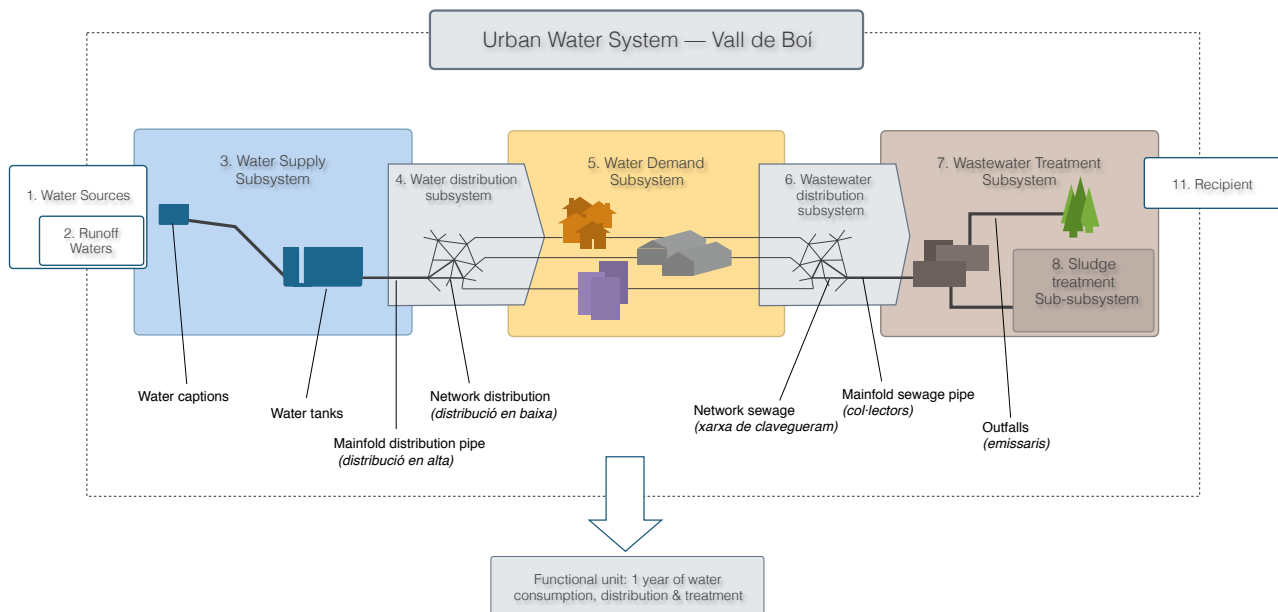 Urban Water System — Vall de Boí
3. Water Supply
Subsystem
5. Water Demand
Subsystem
7. Wastewater Treatment
Subsystem
4. Water distribution
subsystem
6. Wastewater
distribution
subsystem
1. Water Sources
2. Runoff
Waters
11. Recipient
8. Sludge
treatment
Sub-subsystem
Water captions
Water tanks
Mainfold distribution pipe
(distribució en alta)
Network distribution
(distribució en baixa)
Network sewage
(xarxa de clavegueram)
Mainfold sewage pipe
(col·lectors)
Outfalls
(emissaris)
Functional unit: 1 year of water
consumption, distribution & treatment